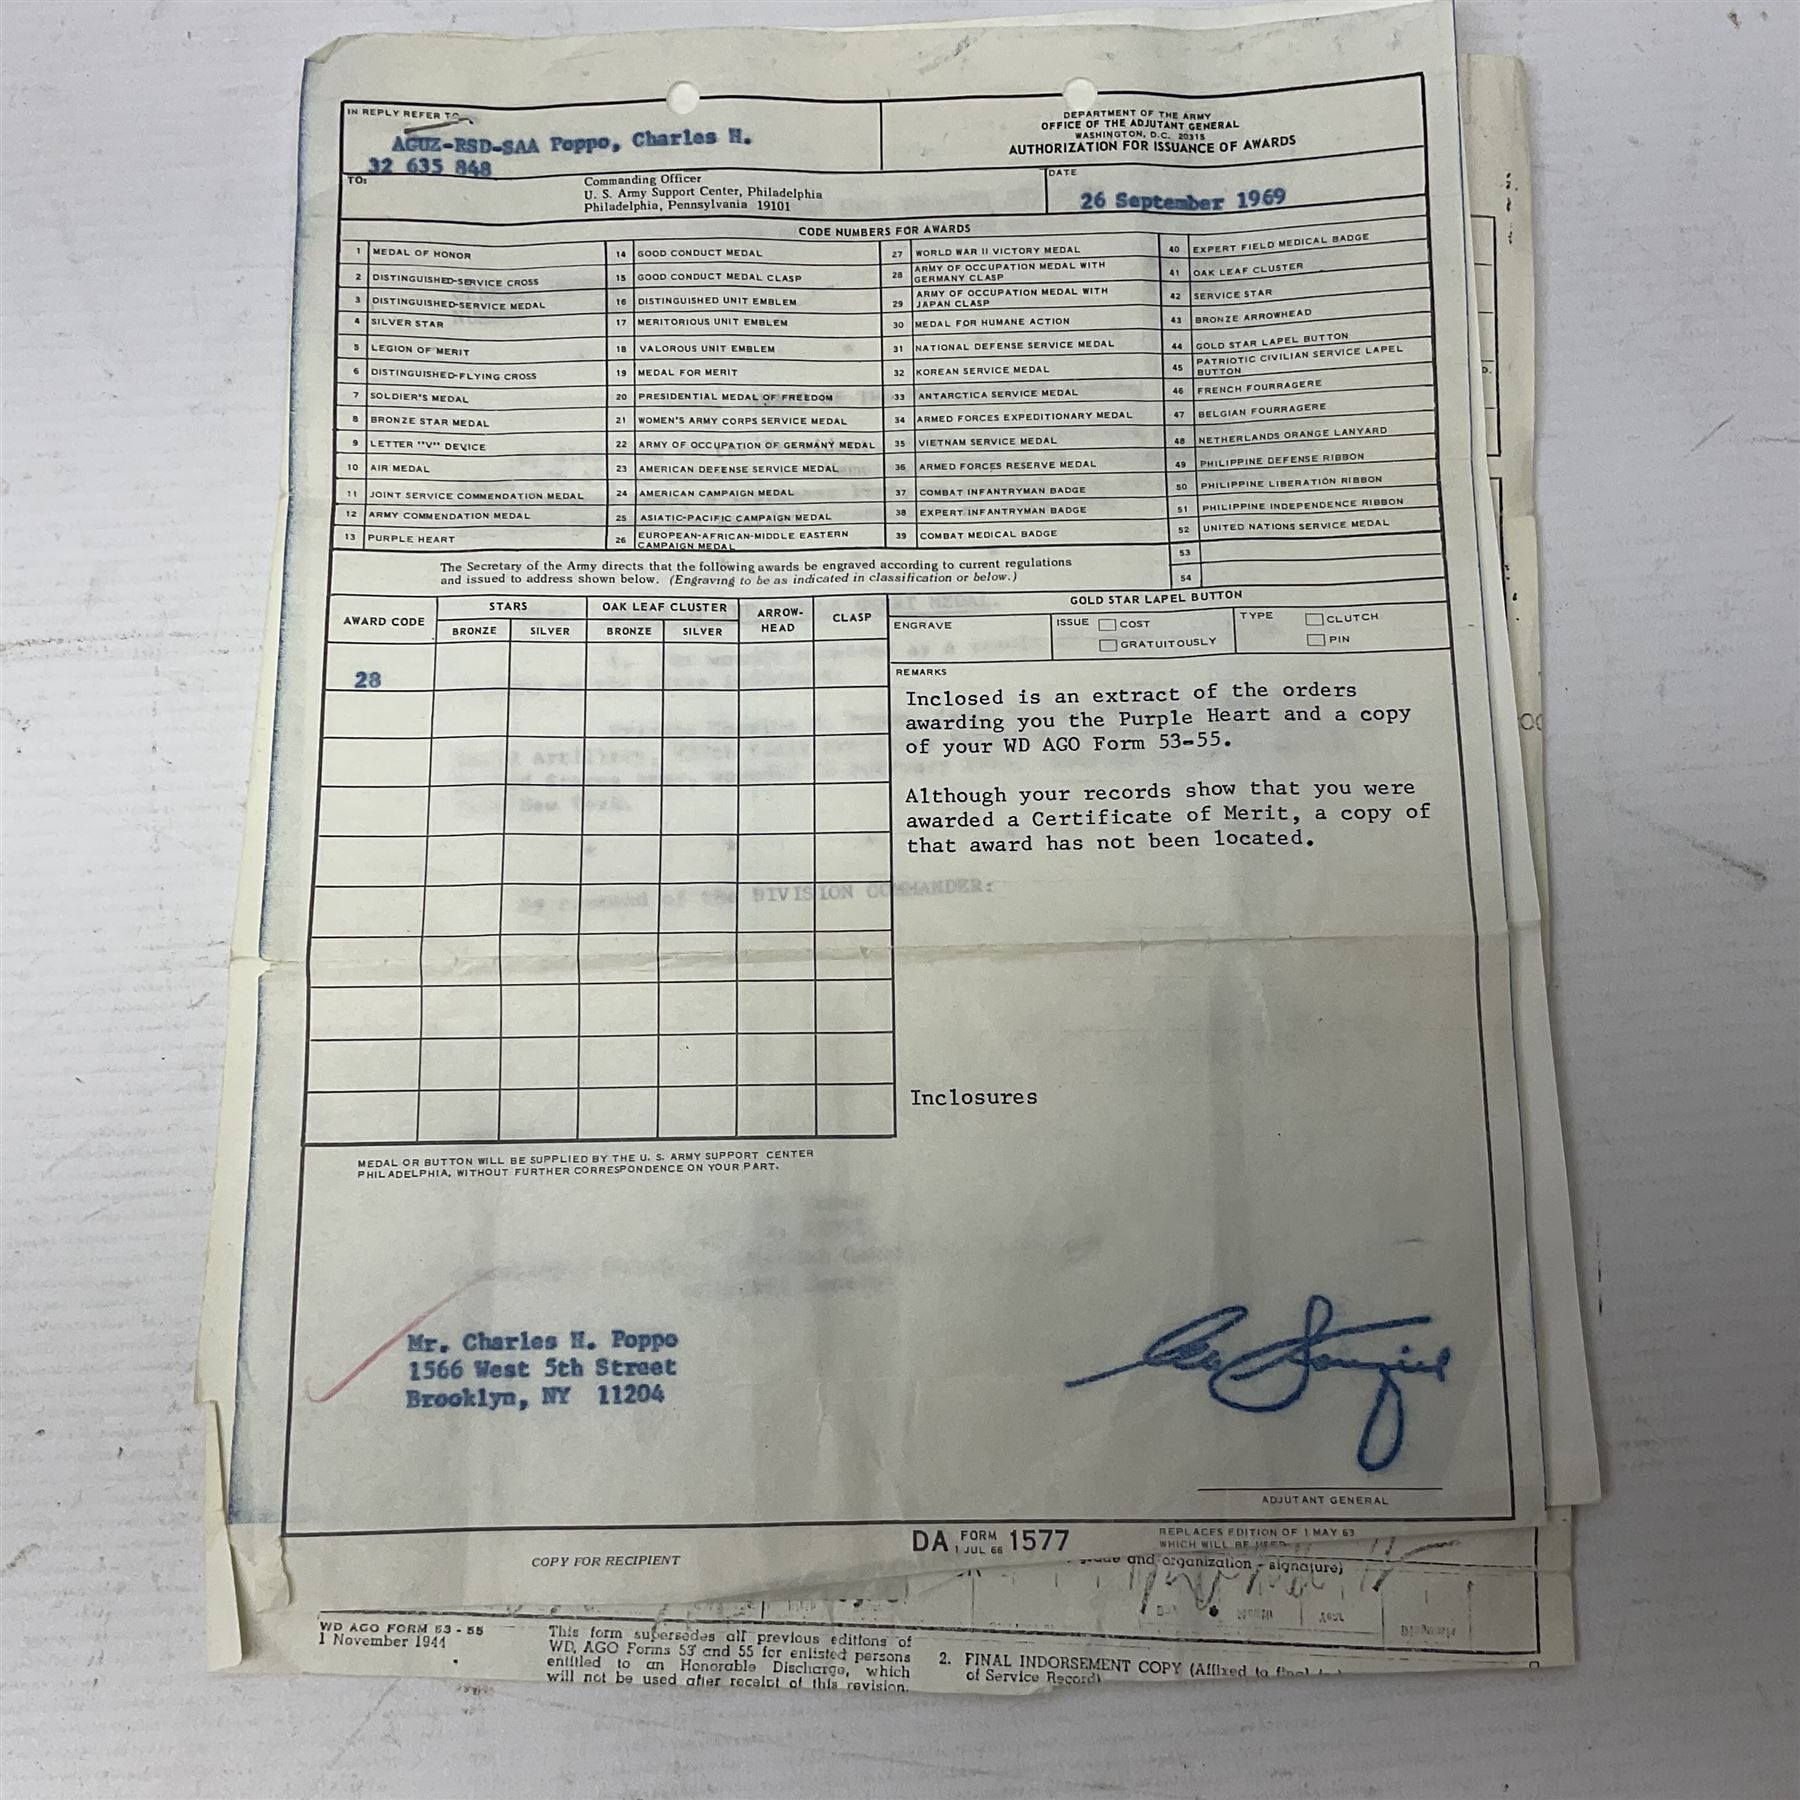 IN REPLY REFER TO
AGUZ-RSD-SAA Poppo, Charles H.
32 635 848
DEPARTMENT OF THE ARMY
OFFICE OF THE ADJUTANT GENERAL
WASHINGTON, D.C. 20315
AUTHORIZATION FOR ISSUANCE OF AWARDS
TO:
Commanding Officer
U. S. Army Support Center, Philadelphia
Philadelphia, Pennsylvania 19101
DATE
26 September 1969
CODE NUMBERS FOR AWARDS
1 MEDAL OF HONOR
2 DISTINGUISHED-SERVICE CROSS
3 DISTINGUISHED-SERVICE MEDAL
4 SILVER STAR
5 LEGION OF MERIT
6 DISTINGUISHED-FLYING CROSS
7 SOLDIER'S MEDAL
8 BRONZE STAR MEDAL
9 LETTER "V" DEVICE
10 AIR MEDAL
11 JOINT SERVICE COMMENDATION MEDAL
12 ARMY COMMENDATION MEDAL
13 PURPLE HEART
14 GOOD CONDUCT MEDAL
15 GOOD CONDUCT MEDAL CLASP
16 DISTINGUISHED UNIT EMBLEM
17 MERITORIOUS UNIT EMBLEM
18 VALOROUS UNIT EMBLEM
19 MEDAL FOR MERIT
20 PRESIDENTIAL MEDAL OF FREEDOM
21 WOMEN'S ARMY CORPS SERVICE MEDAL
22 ARMY OF OCCUPATION OF GERMANY MEDAL
23 AMERICAN DEFENSE SERVICE MEDAL
24 AMERICAN CAMPAIGN MEDAL
25 ASIATIC-PACIFIC CAMPAIGN MEDAL
26 EUROPEAN-AFRICAN-MIDDLE EASTERN
CAMPAIGN MEDAL
27 WORLD WAR II VICTORY MEDAL
28 ARMY OF OCCUPATION MEDAL WITH
GERMANY CLASP
29 ARMY OF OCCUPATION MEDAL WITH
JAPAN CLASP
30 MEDAL FOR HUMANE ACTION
31 NATIONAL DEFENSE SERVICE MEDAL
32 KOREAN SERVICE MEDAL
33 ANTARCTICA SERVICE MEDAL
34 ARMED FORCES EXPEDITIONARY MEDAL
35 VIETNAM SERVICE MEDAL
36 ARMED FORCES RESERVE MEDAL
37 COMBAT INFANTRYMAN BADGE
38 EXPERT INFANTRYMAN BADGE
39 COMBAT MEDICAL BADGE
40 EXPERT FIELD MEDICAL BADGE
41 OAK LEAF CLUSTER
42 SERVICE STAR
43 BRONZE ARROWHEAD
44 GOLD STAR LAPEL BUTTON
45 PATRIOTIC CIVILIAN SERVICE LAPEL
BUTTON
46 FRENCH FOURRAGERE
47 BELGIAN FOURRAGERE
48 NETHERLANDS ORANGE LANYARD
49 PHILIPPINE DEFENSE RIBBON
50 PHILIPPINE LIBERATION RIBBON
51 PHILIPPINE INDEPENDENCE RIBBON
52 UNITED NATIONS SERVICE MEDAL
53
54
The Secretary of the Army directs that the following awards be engraved according to current regulations
and issued to address shown below. (Engraving to be as indicated in classification or below.)
AWARD CODE
STARS
BRONZE SILVER
OAK LEAF CLUSTER
BRONZE SILVER
ARROW-
HEAD
CLASP
28
GOLD STAR LAPEL BUTTON
ENGRAVE
ISSUE COST
GRATUITOUSLY
TYPE CLUTCH
PIN
REMARKS
Inclosed is an extract of the orders
awarding you the Purple Heart and a copy
of your WD AGO Form 53-55.
Although your records show that you were
awarded a Certificate of Merit, a copy of
that award has not been located.
DIVISION COMMANDER:
Inclosures
MEDAL OR BUTTON WILL BE SUPPLIED BY THE U. S. ARMY SUPPORT CENTER
PHILADELPHIA, WITHOUT FURTHER CORRESPONDENCE ON YOUR PART.
Mr. Charles H. Poppo
1566 West 5th Street
Brooklyn, NY 11204
ADJUTANT GENERAL
COPY FOR RECIPIENT
DA FORM 1577
1 JUL 66
REPLACES EDITION OF 1 MAY 63
WHICH WILL BE USED
and organization - signature)
WD AGO FORM 53 - 55
1 November 1944
This form supersedes all previous editions of
WD, AGO Forms 53 and 55 for enlisted persons
entitled to an Honorable Discharge, which
will not be used after receipt of this revision.
2. FINAL INDORSEMENT COPY (Affixed to final
of Service Record)